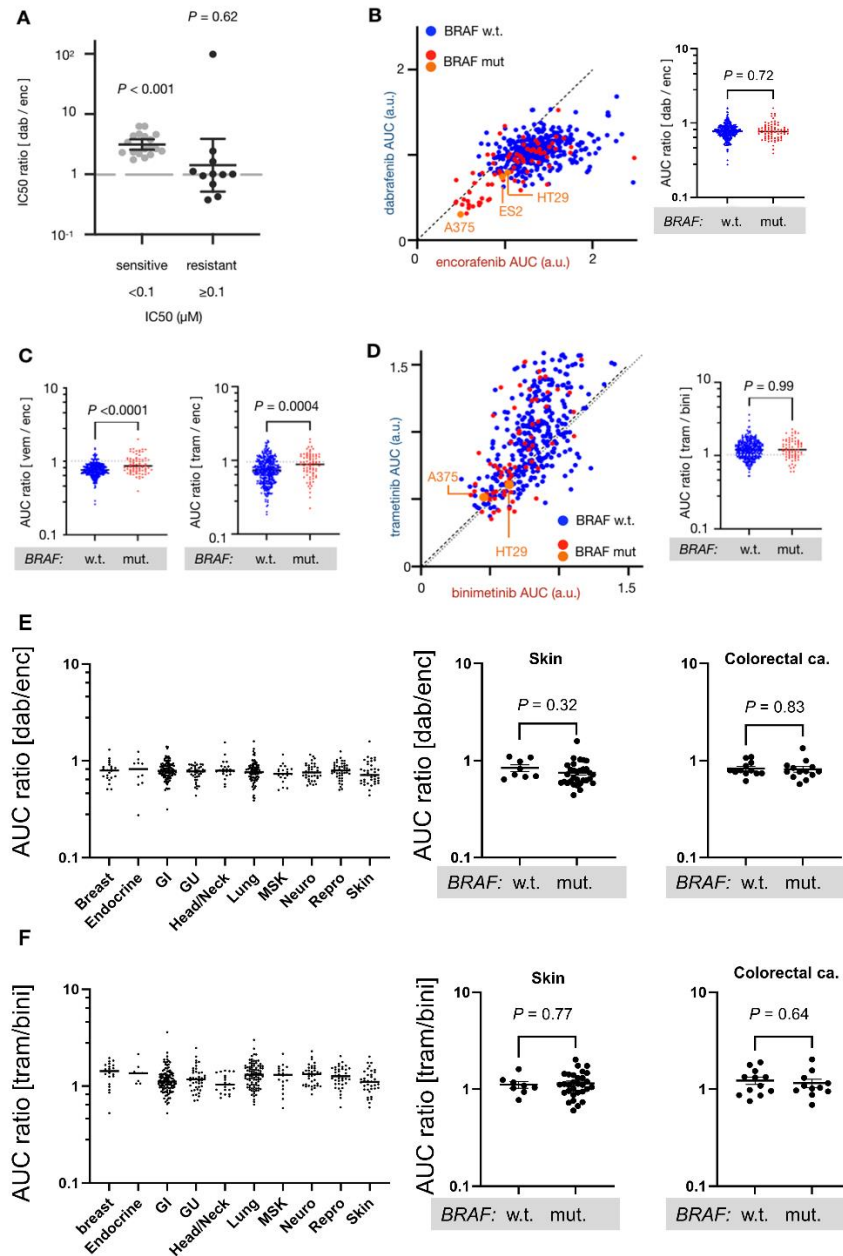 A
P = 0.62
10²
P < 0.001
10
1
10⁻¹
IC50 ratio [ dab / enc ]
sensitive resistant
<0.1 ≥0.1
IC50 (µM)
B
BRAF w.t.
BRAF mut
2
1
0
dabrafenib AUC (a.u.)
HT29
ES2
A375
0 1 2
encorafenib AUC (a.u.)
P = 0.72
10
1
0.1
AUC ratio [ dab / enc ]
BRAF: w.t. mut.
C
P <0.0001
10
1
0.1
AUC ratio [ vem / enc ]
BRAF: w.t. mut.
P = 0.0004
10
1
0.1
AUC ratio [ tram / enc ]
BRAF: w.t. mut.
D
1.5
0
trametinib AUC (a.u.)
A375
HT29
BRAF w.t.
BRAF mut
0 1.5
binimetinib AUC (a.u.)
P = 0.99
10
1
0.1
AUC ratio [ tram / bini ]
BRAF: w.t. mut.
E
10
1
0.1
AUC ratio [dab/enc]
Breast
Endocrine
GI
GU
Head/Neck
Lung
MSK
Neuro
Repro
Skin
Skin
P = 0.32
10
1
0.1
AUC ratio [dab/enc]
BRAF: w.t. mut.
Colorectal ca.
P = 0.83
10
1
0.1
BRAF: w.t. mut.
F
10
1
0.1
AUC ratio [tram/bini]
breast
Endocrine
GI
GU
Head/Neck
Lung
MSK
Neuro
Repro
Skin
Skin
P = 0.77
10
1
0.1
AUC ratio [tram/bini]
BRAF: w.t. mut.
Colorectal ca.
P = 0.64
10
1
0.1
BRAF: w.t. mut.